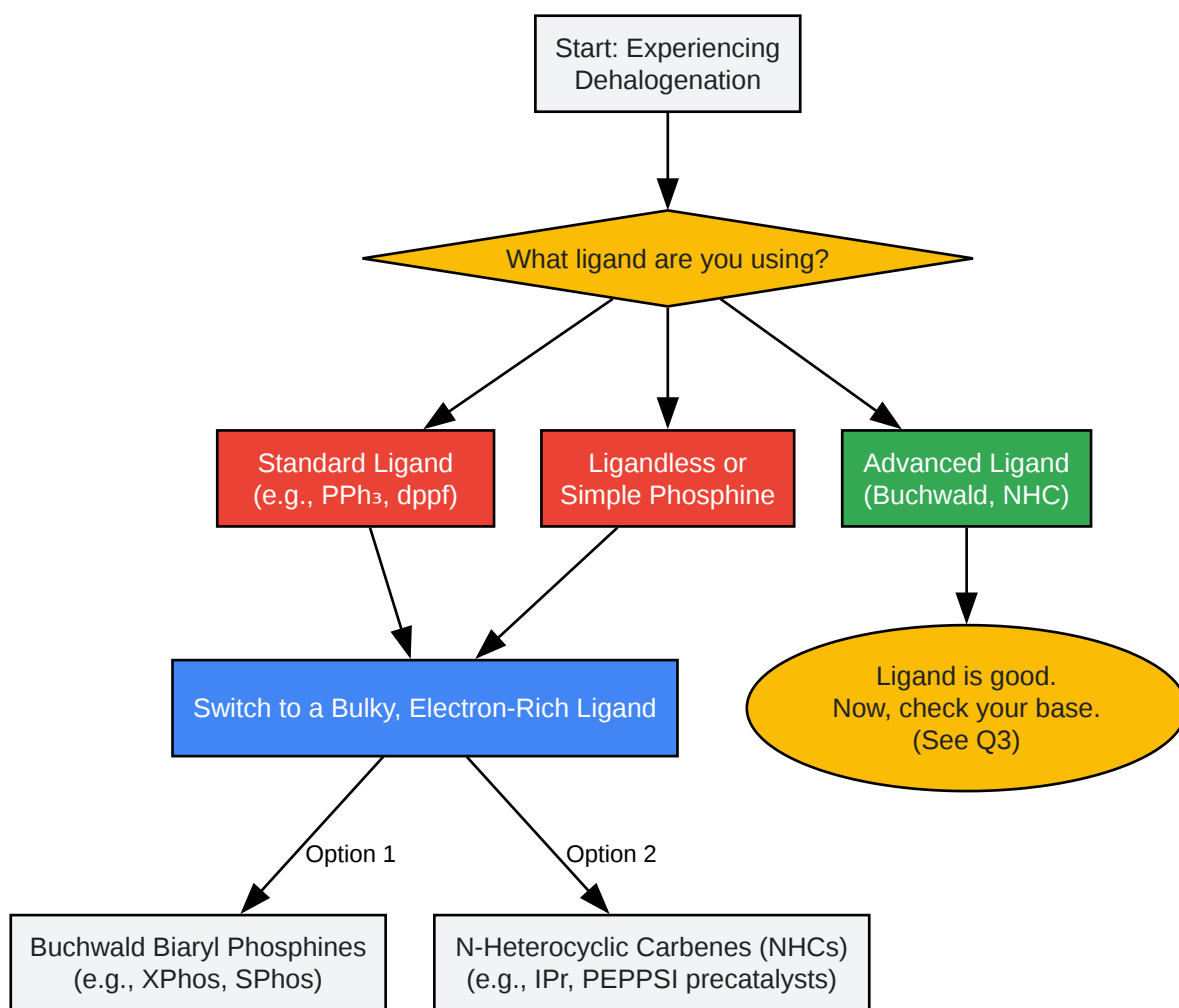 Start: Experiencing
Dehalogenation
What ligand are you using?
Standard Ligand
(e.g., PPh₃, dppf)
Ligandless or
Simple Phosphine
Advanced Ligand
(Buchwald, NHC)
Switch to a Bulky, Electron-Rich Ligand
Ligand is good.
Now, check your base.
(See Q3)
Option 1
Option 2
Buchwald Biaryl Phosphines
(e.g., XPhos, SPhos)
N-Heterocyclic Carbenes (NHCs)
(e.g., IPr, PEPPSI precatalysts)